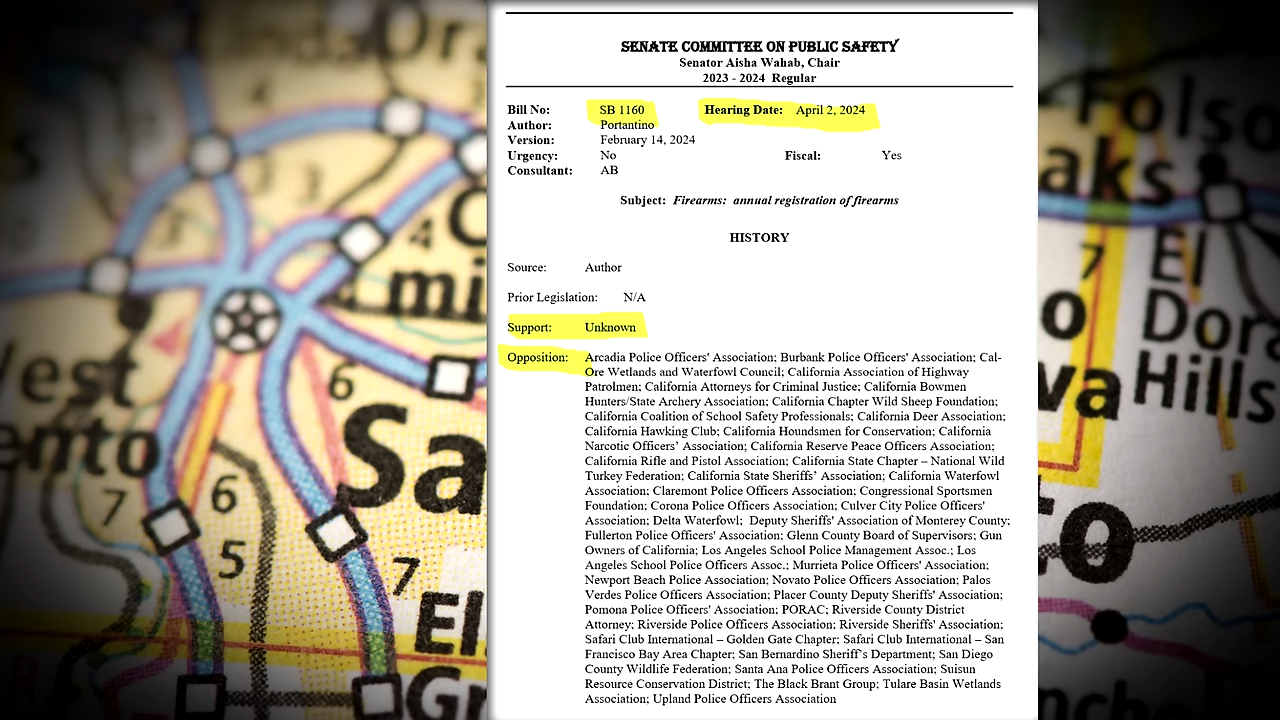 SENATE COMMITTEE ON PUBLIC SAFETY
Senator Aisha Wahab, Chair
2023 - 2024 Regular
Bill No: SB 1160 Hearing Date: April 2, 2024
Author: Portantino
Version: February 14, 2024
Urgency: No Fiscal: Yes
Consultant: AB
Subject: Firearms: annual registration of firearms
HISTORY
Source: Author
Prior Legislation: N/A
Support: Unknown
Opposition: Arcadia Police Officers' Association; Burbank Police Officers' Association; Cal-
Ore Wetlands and Waterfowl Council; California Association of Highway
Patrolmen; California Attorneys for Criminal Justice; California Bowmen
Hunters/State Archery Association; California Chapter Wild Sheep Foundation;
California Coalition of School Safety Professionals; California Deer Association;
California Hawking Club; California Houndsmen for Conservation; California
Narcotic Officers' Association; California Reserve Peace Officers Association;
California Rifle and Pistol Association; California State Chapter – National Wild
Turkey Federation; California State Sheriffs' Association; California Waterfowl
Association; Claremont Police Officers Association; Congressional Sportsmen
Foundation; Corona Police Officers Association; Culver City Police Officers'
Association; Delta Waterfowl; Deputy Sheriffs' Association of Monterey County;
Fullerton Police Officers' Association; Glenn County Board of Supervisors; Gun
Owners of California; Los Angeles School Police Management Assoc.; Los
Angeles School Police Officers Assoc.; Murrieta Police Officers' Association;
Newport Beach Police Association; Novato Police Officers Association; Palos
Verdes Police Officers Association; Placer County Deputy Sheriffs' Association;
Pomona Police Officers' Association; PORAC; Riverside County District
Attorney; Riverside Police Officers Association; Riverside Sheriffs' Association;
Safari Club International – Golden Gate Chapter; Safari Club International – San
Francisco Bay Area Chapter; San Bernardino Sheriff's Department; San Diego
County Wildlife Federation; Santa Ana Police Officers Association; Suisun
Resource Conservation District; The Black Brant Group; Tulare Basin Wetlands
Association; Upland Police Officers Association
4
6
7
6
5
7
Sa
El
7
El
Dor
Hills